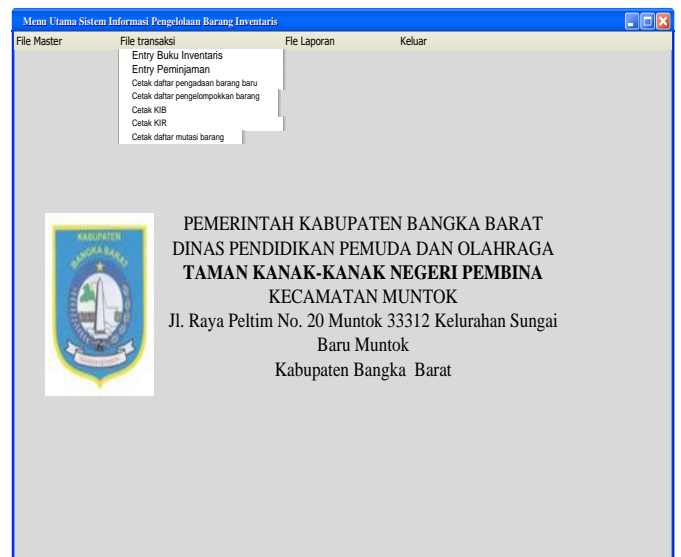 Menu Utama Sistem Informasi Pengelolaan Barang Inventaris
File Master File transaksi Fle Laporan Keluar
Entry Buku Inventaris
Entry Peminjaman
Cetak daftar pengadaan barang baru
Cetak daftar pengelompokkan barang
Cetak KIB
Cetak KIR
Cetak daftar mutasi barang
PEMERINTAH KABUPATEN BANGKA BARAT
DINAS PENDIDIKAN PEMUDA DAN OLAHRAGA
TAMAN KANAK-KANAK NEGERI PEMBINA
KECAMATAN MUNTOK
Jl. Raya Peltim No. 20 Muntok 33312 Kelurahan Sungai
Baru Muntok
Kabupaten Bangka Barat
KABUPATEN
BANGKA BARAT